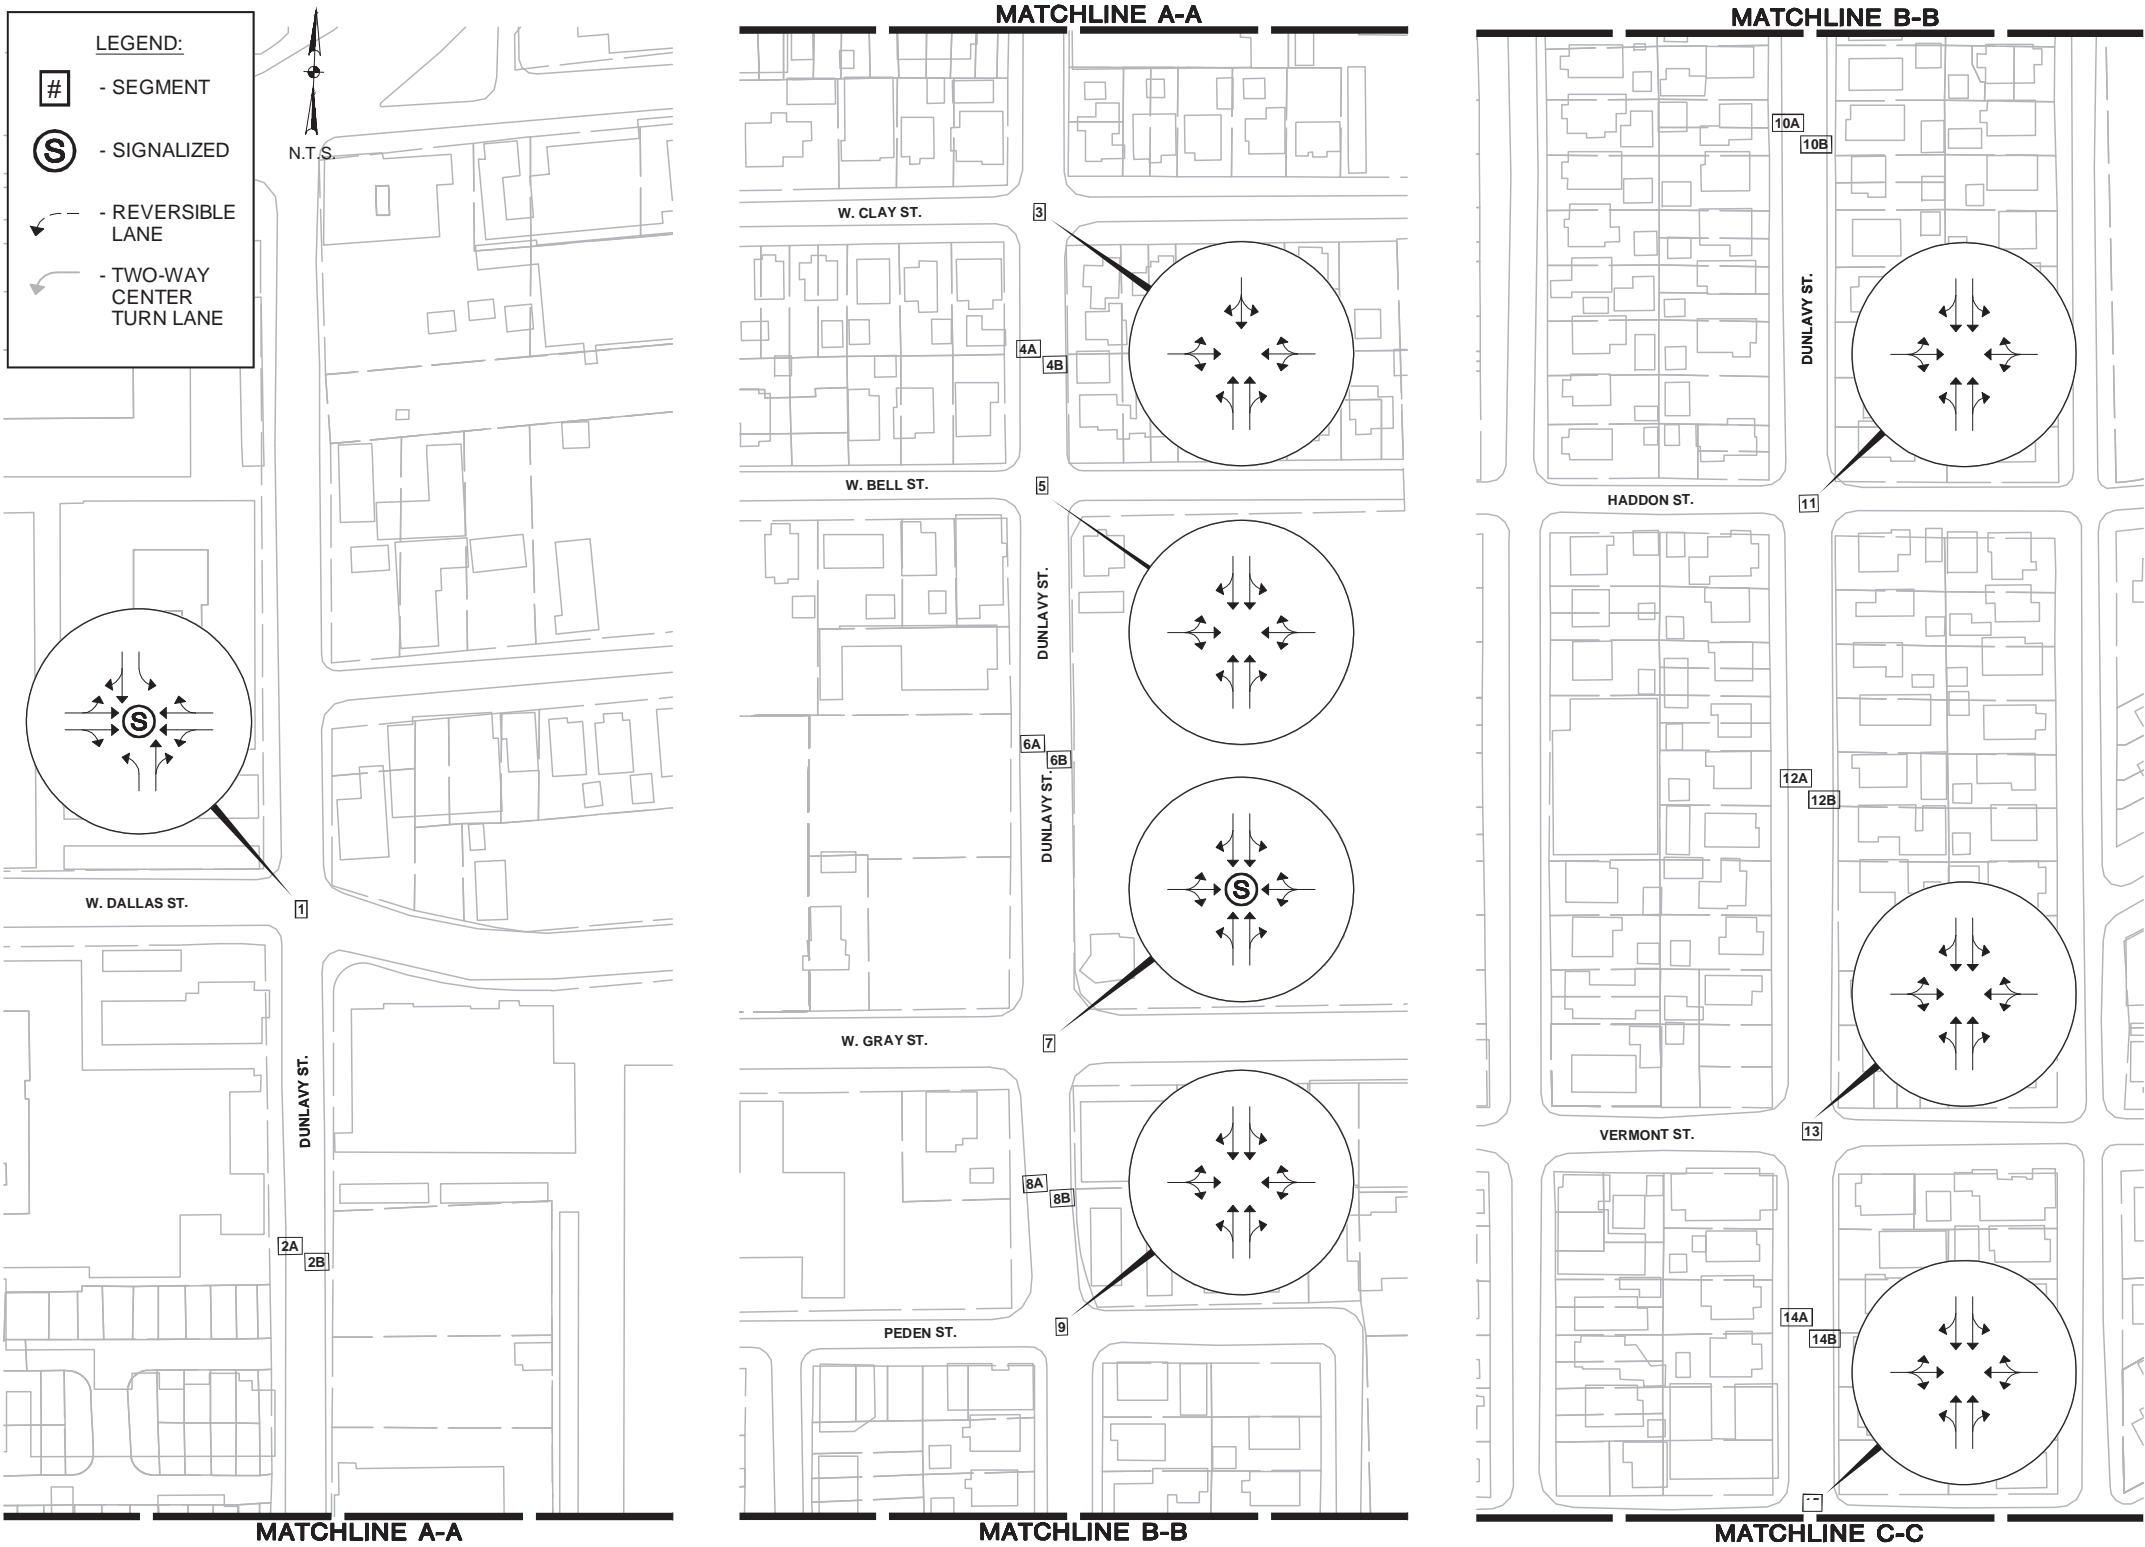 LEGEND:
# - SEGMENT
S - SIGNALIZED
- REVERSIBLE
LANE
- TWO-WAY
CENTER
TURN LANE
N.T.S.
S
W. DALLAS ST.
1
DUNLAVY ST.
2A
2B
MATCHLINE A-A
MATCHLINE A-A
W. CLAY ST.
3
4A
4B
W. BELL ST.
5
DUNLAVY ST.
6A
6B
DUNLAVY ST.
S
W. GRAY ST.
7
8A
8B
PEDEN ST.
9
MATCHLINE B-B
MATCHLINE B-B
10A
10B
DUNLAVY ST.
HADDON ST.
11
12A
12B
VERMONT ST.
13
14A
14B
MATCHLINE C-C